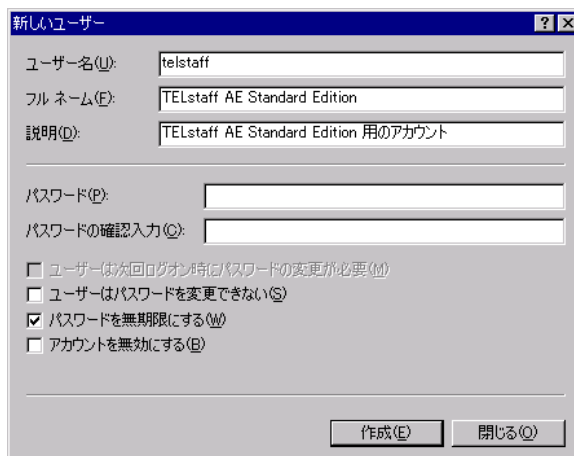 新しいユーザー
ユーザー名(U): telstaff
フル ネーム(F): TELstaff AE Standard Edition
説明(D): TELstaff AE Standard Edition 用のアカウント
パスワード(P):
パスワードの確認入力(C):
ユーザーは次回ログオン時にパスワードの変更が必要(M)
ユーザーはパスワードを変更できない(S)
パスワードを無期限にする(W)
アカウントを無効にする(B)
作成(E) 閉じる(O)